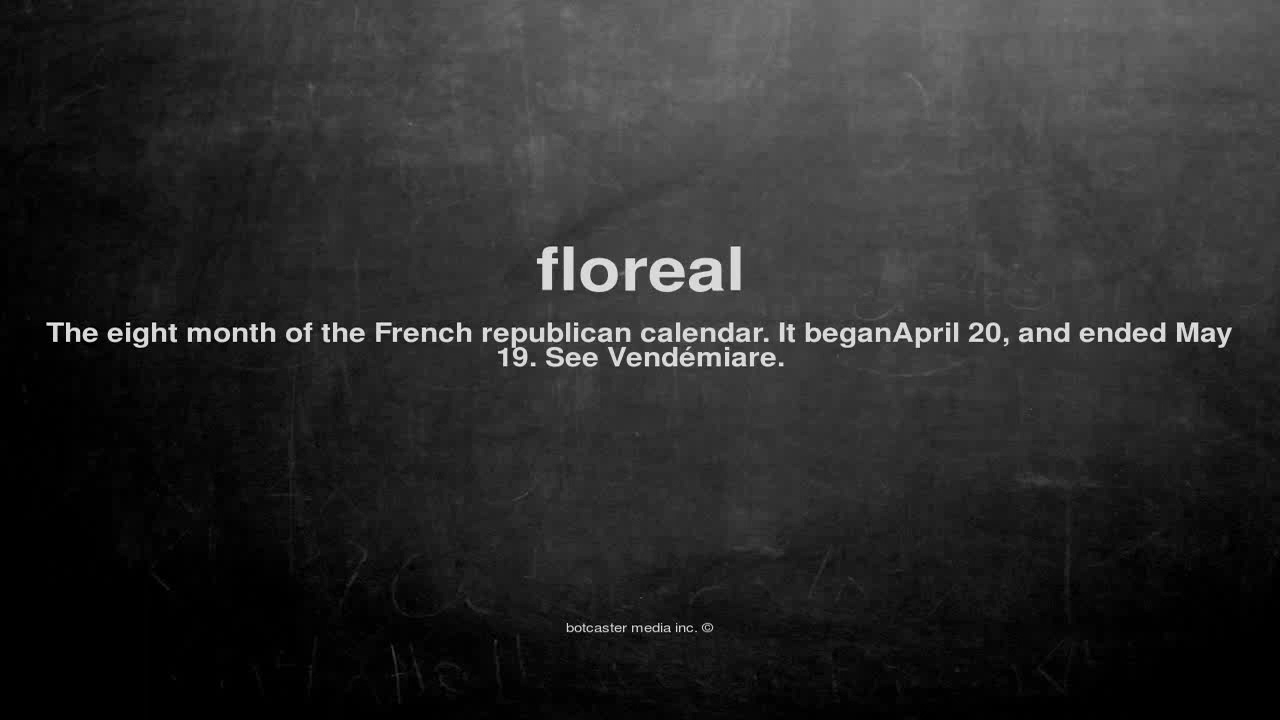 floreal
The eight month of the French republican calendar. It beganApril 20, and ended May
19. See Vendémiare.
botcaster media inc. ©